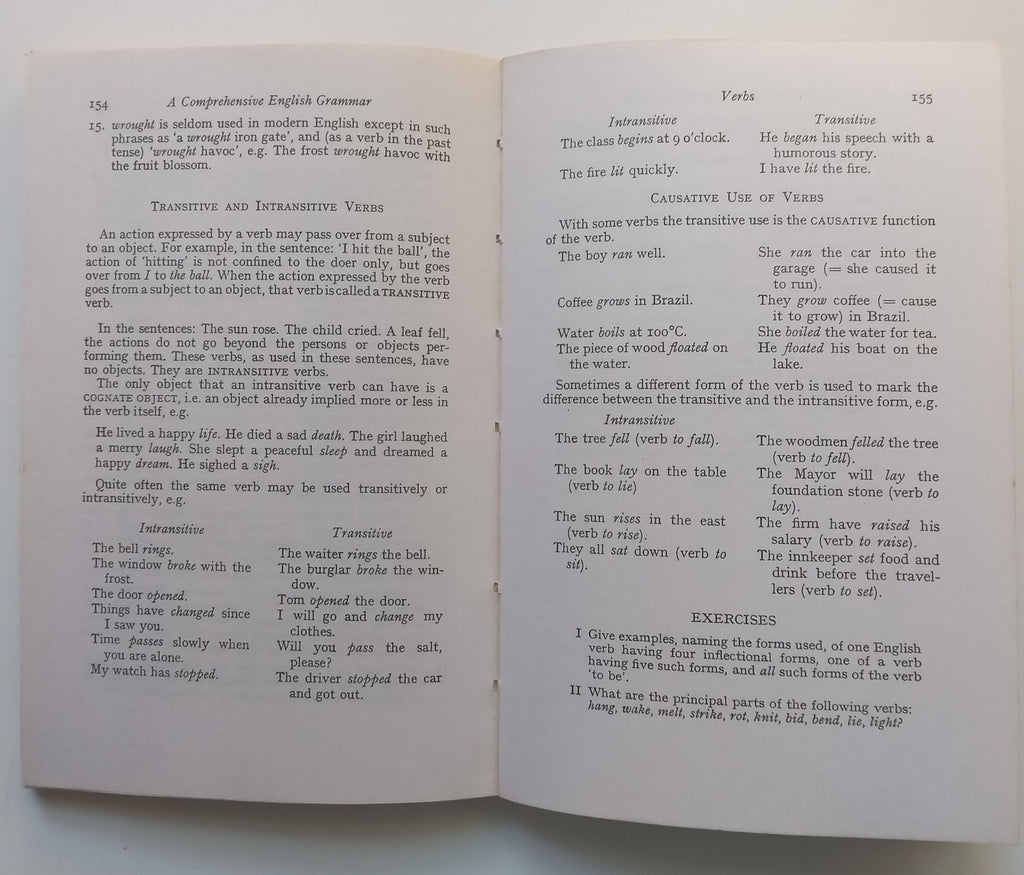 154 A Comprehensive English Grammar
15. wrought is seldom used in modern English except in such
phrases as 'a wrought iron gate', and (as a verb in the past
tense) 'wrought havoc', e.g. The frost wrought havoc with
the fruit blossom.
TRANSITIVE AND INTRANSITIVE VERBS
An action expressed by a verb may pass over from a subject
to an object. For example, in the sentence: 'I hit the ball', the
action of 'hitting' is not confined to the doer only, but goes
over from I to the ball. When the action expressed by the verb
goes from a subject to an object, that verb is called a TRANSITIVE
verb.
In the sentences: The sun rose. The child cried. A leaf fell,
the actions do not go beyond the persons or objects per-
forming them. These verbs, as used in these sentences, have
no objects. They are INTRANSITIVE verbs.
The only object that an intransitive verb can have is a
COGNATE OBJECT, i.e. an object already implied more or less in
the verb itself, e.g.
He lived a happy life. He died a sad death. The girl laughed
a merry laugh. She slept a peaceful sleep and dreamed a
happy dream. He sighed a sigh.
Quite often the same verb may be used transitively or
intransitively, e.g.
Intransitive
The bell rings.
The window broke with the
frost.
The door opened.
Things have changed since
I saw you.
Time passes slowly when
you are alone.
My watch has stopped.
Transitive
The waiter rings the bell.
The burglar broke the win-
dow.
Tom opened the door.
I will go and change my
clothes.
Will you pass the salt,
please?
The driver stopped the car
and got out.
Verbs 155
Intransitive
The class begins at 9 o'clock.
The fire lit quickly.
Transitive
He began his speech with a
humorous story.
I have lit the fire.
CAUSATIVE USE OF VERBS
With some verbs the transitive use is the CAUSATIVE function
of the verb.
The boy ran well.
Coffee grows in Brazil.
Water boils at 100°C.
The piece of wood floated on
the water.
She ran the car into the
garage (= she caused it
to run).
They grow coffee (= cause
it to grow) in Brazil.
She boiled the water for tea.
He floated his boat on the
lake.
Sometimes a different form of the verb is used to mark the
difference between the transitive and the intransitive form, e.g.
Intransitive
The tree fell (verb to fall).
The book lay on the table
(verb to lie)
The sun rises in the east
(verb to rise).
They all sat down (verb to
sit).
The woodmen felled the tree
(verb to fell).
The Mayor will lay the
foundation stone (verb to
lay).
The firm have raised his
salary (verb to raise).
The innkeeper set food and
drink before the travel-
lers (verb to set).
EXERCISES
I Give examples, naming the forms used, of one English
verb having four inflectional forms, one of a verb
having five such forms, and all such forms of the verb
'to be'.
II What are the principal parts of the following verbs:
hang, wake, melt, strike, rot, knit, bid, bend, lie, light?